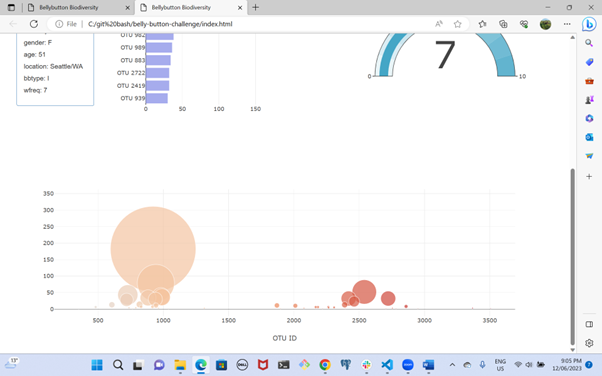 Bellybutton Biodiversity
Bellybutton Biodiversity
File
C:/git%20bash/belly-button-challenge/index.html
gender: F
age: 51
location: Seattle/WA
bbtype: I
wfreq: 7
OTU 982
OTU 989
OTU 883
OTU 2722
OTU 2419
OTU 939
0
50
100
150
7
0
10
350
300
250
200
150
100
50
0
500
1000
1500
2000
2500
3000
3500
OTU ID
13°
ENG
US
9:05 PM
12/06/2023